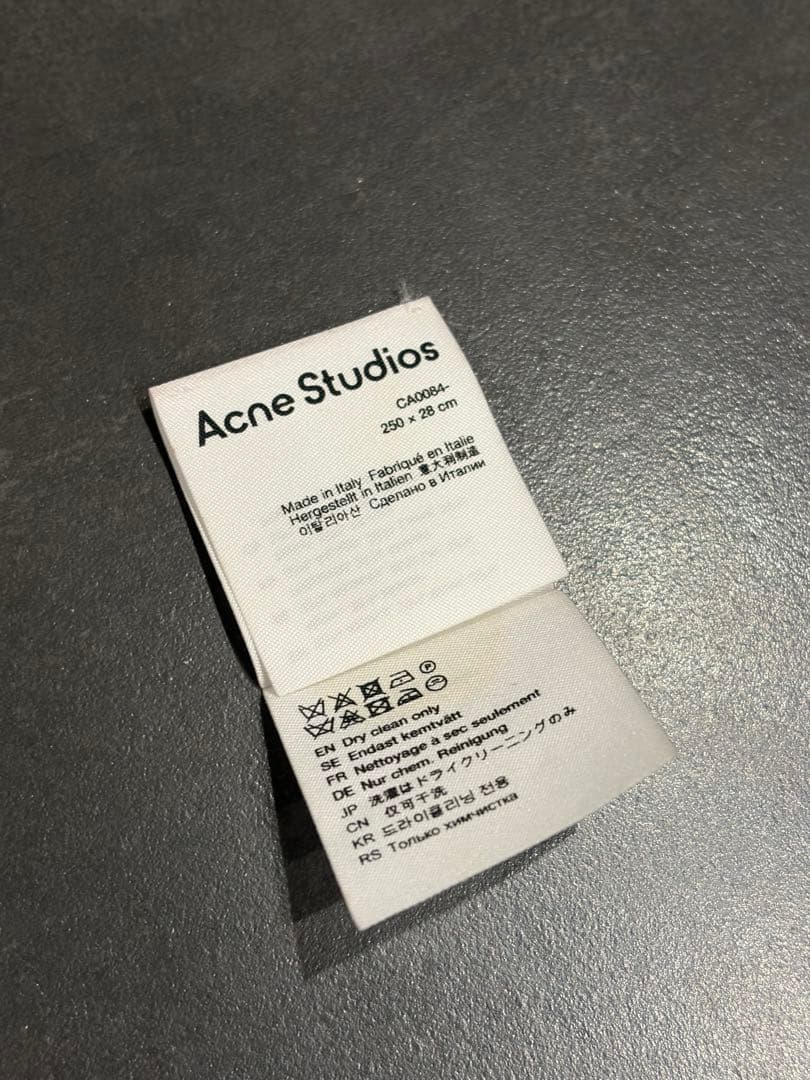 Acne Studios
CA0084-
250 x 28 cm
Made in Italy Fabriqué en Italie
Hergestellt in Italien 意大利制造
이탈리아산 Сделано в Италии
EN Dry clean only
SE Endast kemtvätt
FR Nettoyage à sec seulement
DE Nur chem. Reinigung
JP 洗濯はドライクリーニングのみ
CN 仅可干洗
KR 드라이클리닝 전용
RS Только химчистка